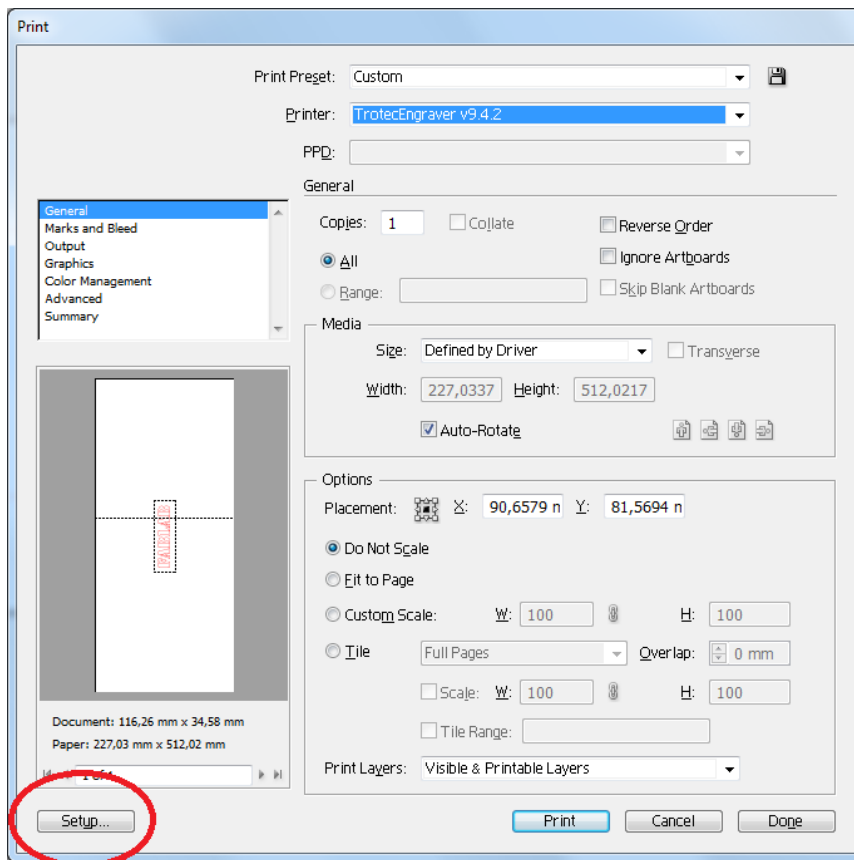 Print
Print Preset: Custom
Printer: TrotecEngraver v9.4.2
PPD:
General
Marks and Bleed
Output
Graphics
Color Management
Advanced
Summary
General
Copies: 1 Collate Reverse Order
All Ignore Artboards
Range: Skip Blank Artboards
Media
Size: Defined by Driver Transverse
Width: 227,0337 Height: 512,0217
Auto-Rotate
FABLAB
Document: 116,26 mm x 34,58 mm
Paper: 227,03 mm x 512,02 mm
Options
Placement: X: 90,6579 n Y: 81,5694 n
Do Not Scale
Fit to Page
Custom Scale: W: 100 H: 100
Tile Full Pages Overlap: 0 mm
Scale: W: 100 H: 100
Tile Range:
Print Layers: Visible & Printable Layers
Setup... Print Cancel Done